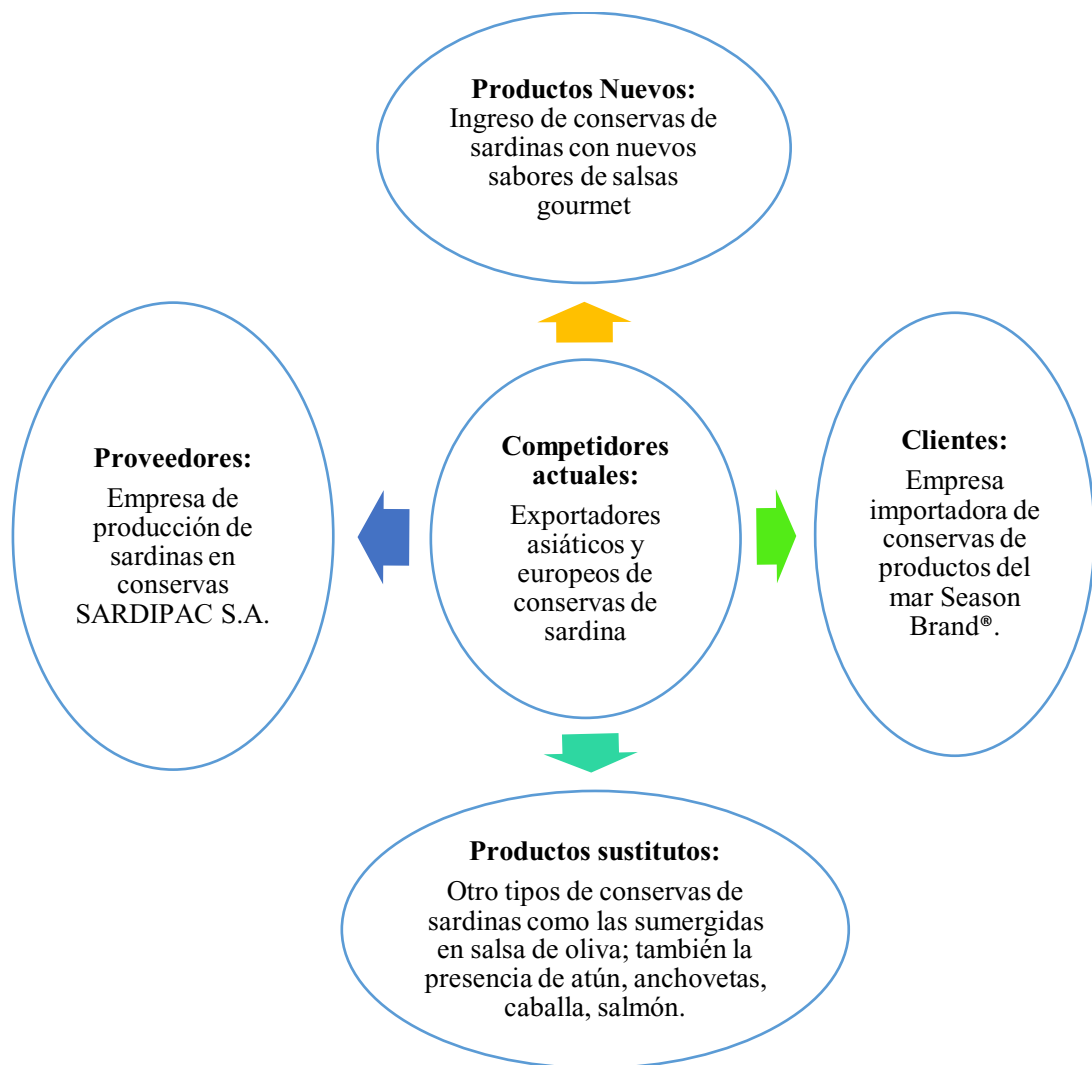 Productos Nuevos:
Ingreso de conservas de
sardinas con nuevos
sabores de salsas
gourmet
Proveedores:
Empresa de
producción de
sardinas en
conservas
SARDIPAC S.A.
Competidores
actuales:
Exportadores
asiáticos y
europeos de
conservas de
sardina
Clientes:
Empresa
importadora de
conservas de
productos del
mar Season
Brand®.
Productos sustitutos:
Otro tipos de conservas de
sardinas como las sumergidas
en salsa de oliva; también la
presencia de atún, anchovetas,
caballa, salmón.